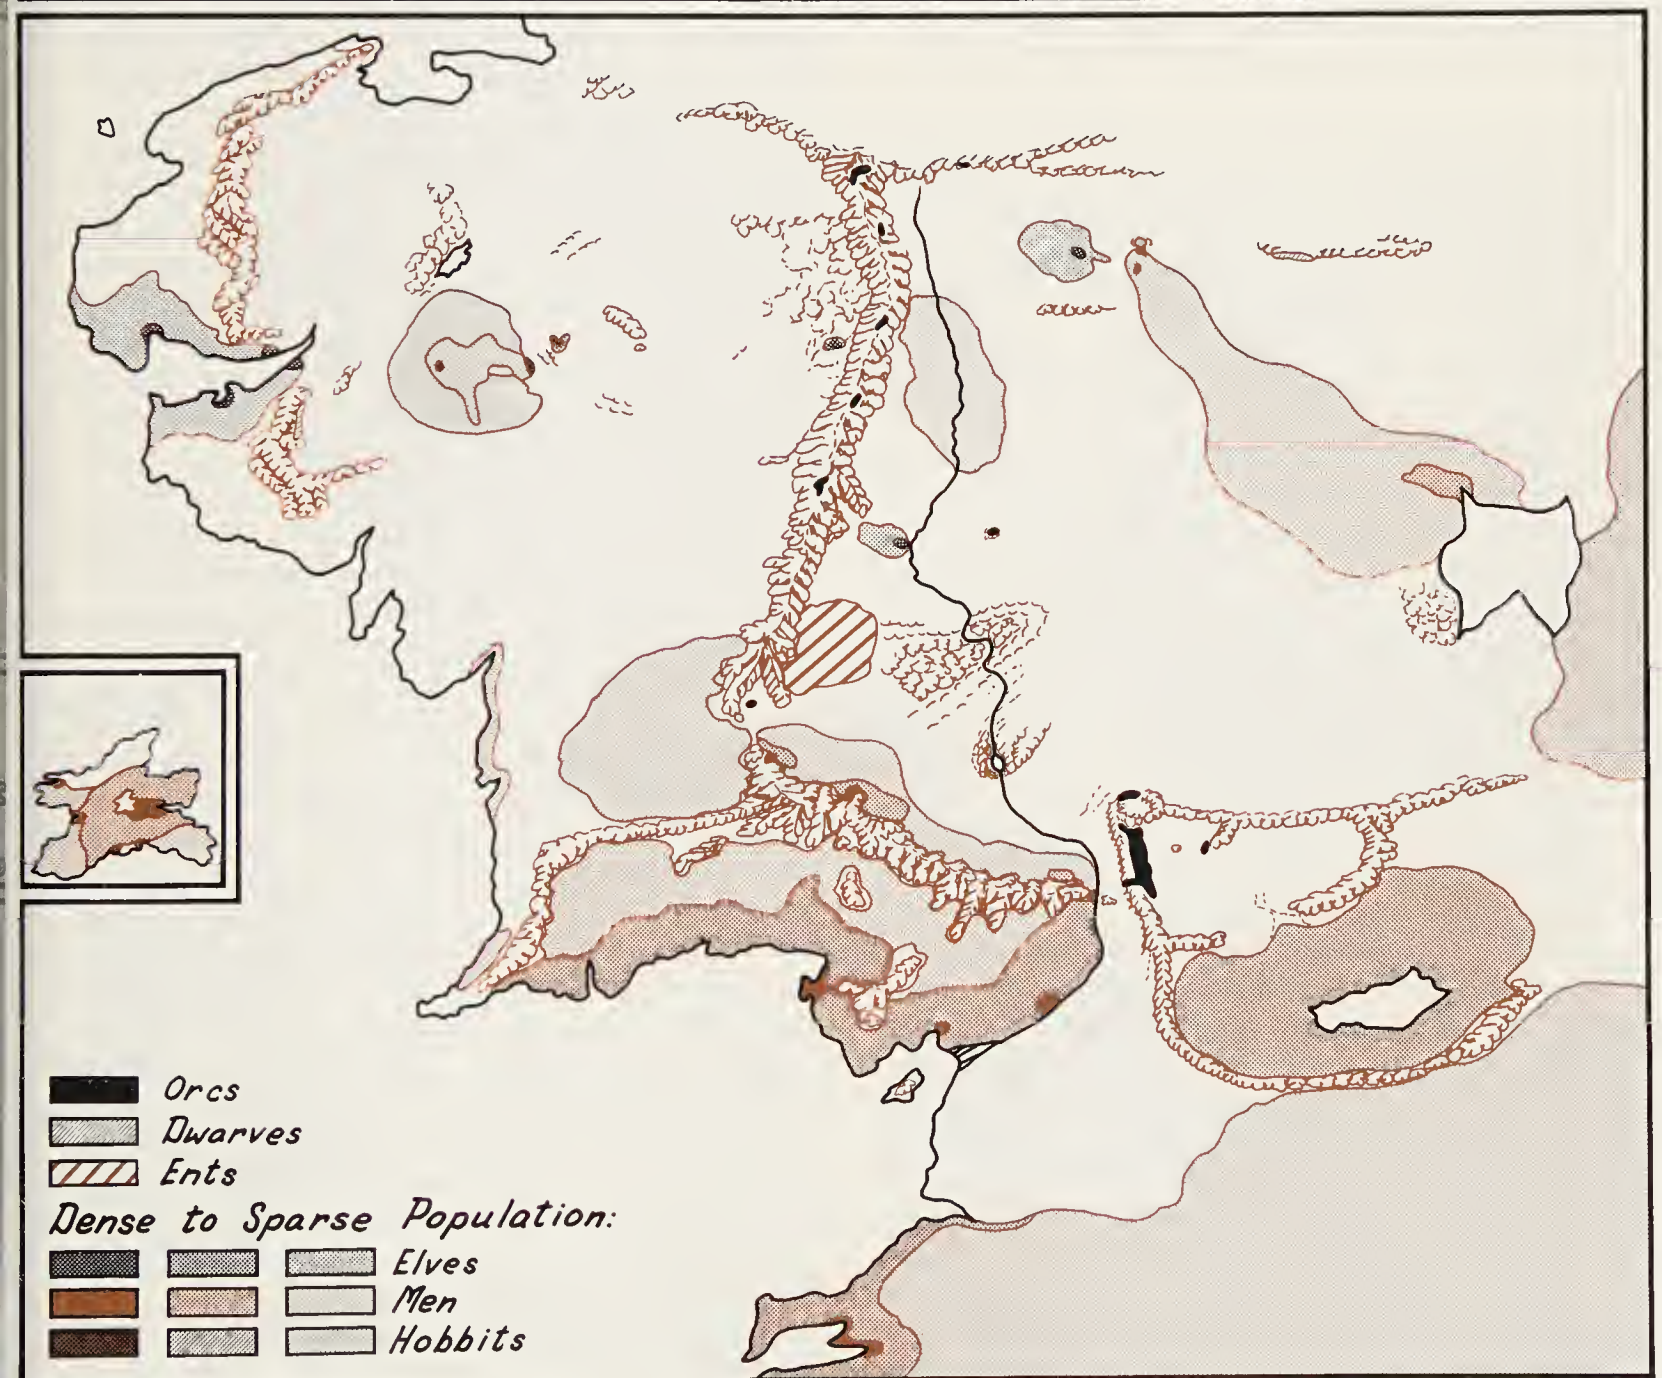 Orcs
Dwarves
Ents
Dense to Sparse Population:
Elves
Men
Hobbits